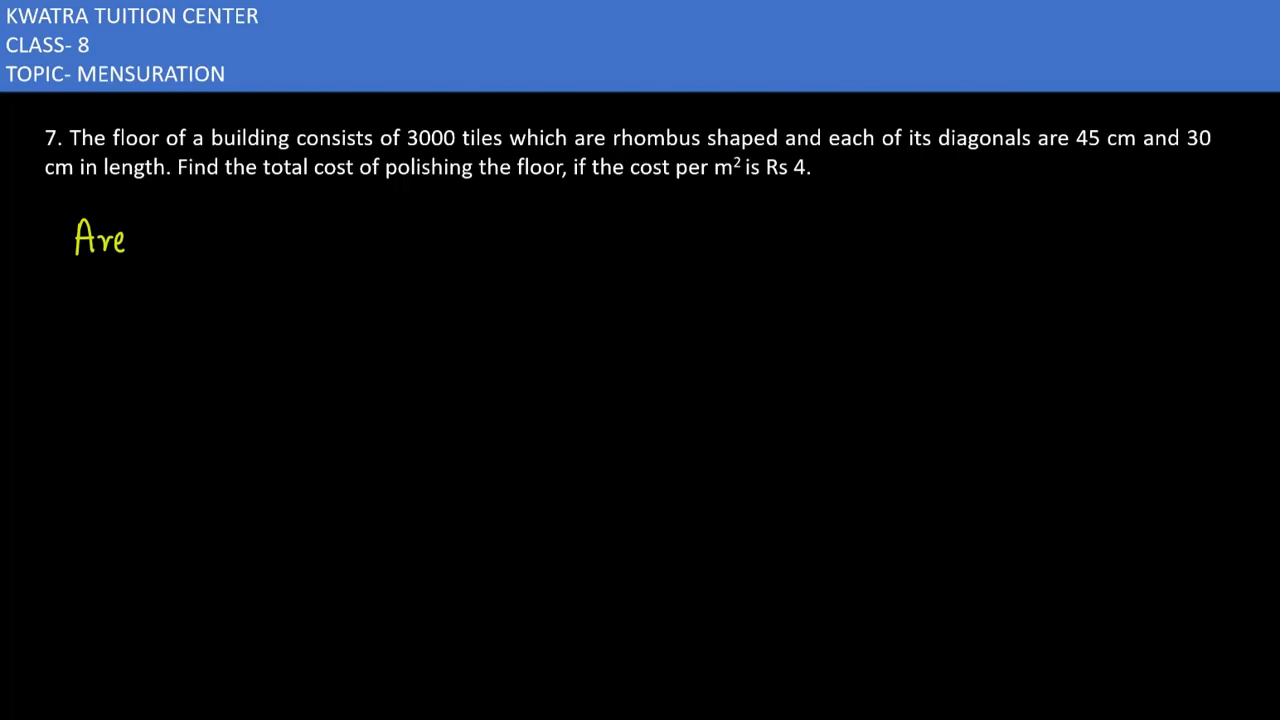 KWATRA TUITION CENTER
CLASS- 8
TOPIC- MENSURATION
7. The floor of a building consists of 3000 tiles which are rhombus shaped and each of its diagonals are 45 cm and 30
cm in length. Find the total cost of polishing the floor, if the cost per m² is Rs 4.
Are